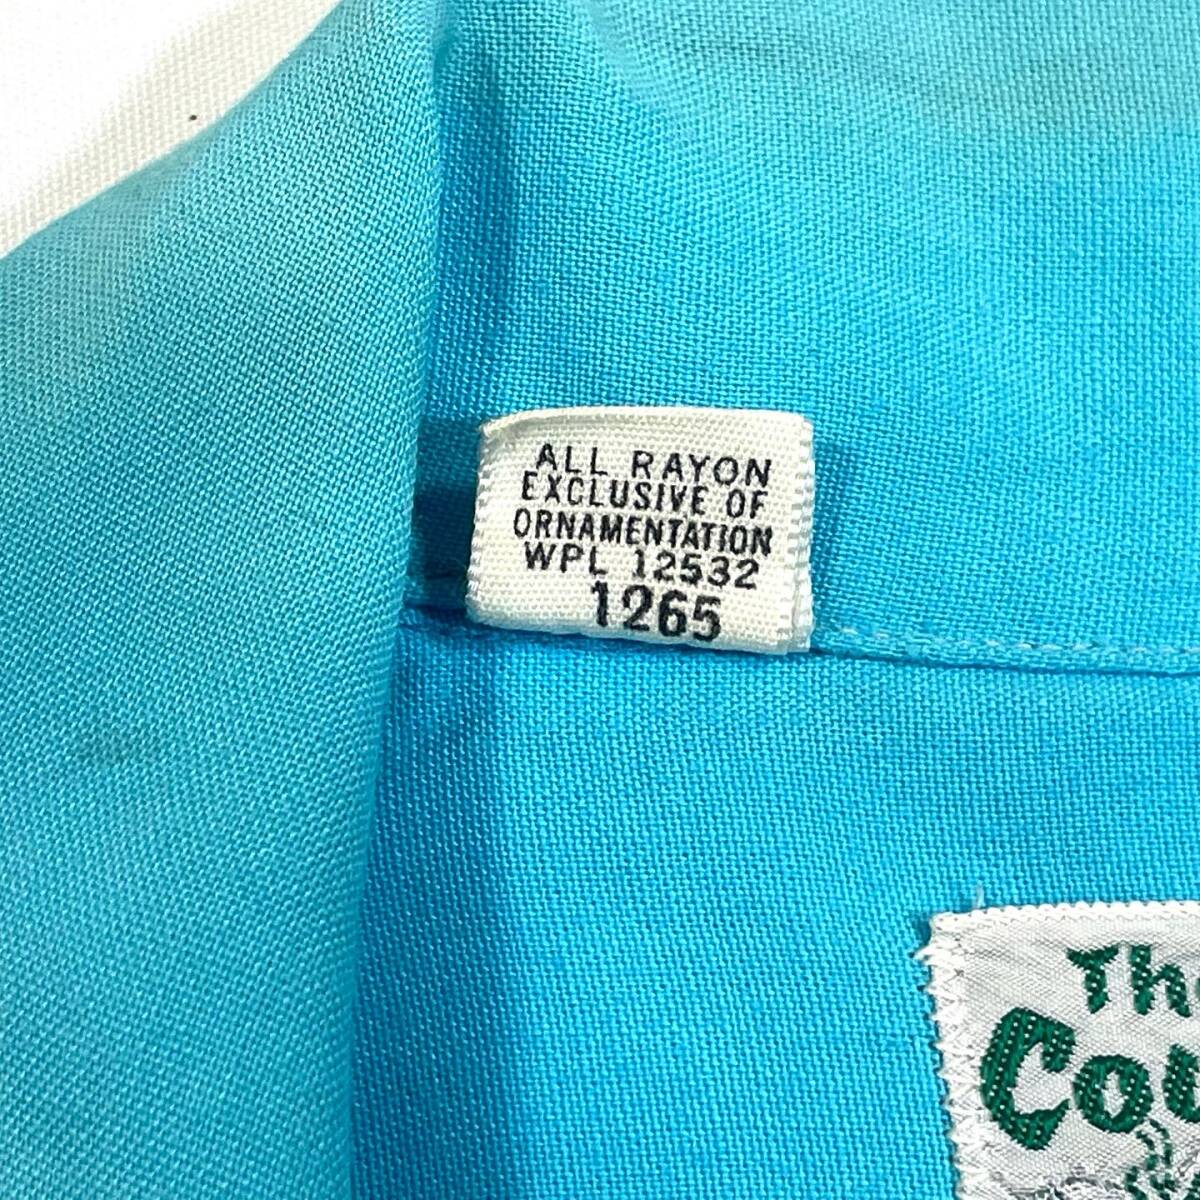 ALL RAYON
EXCLUSIVE OF
ORNAMENTATION
WPL 12532
1265